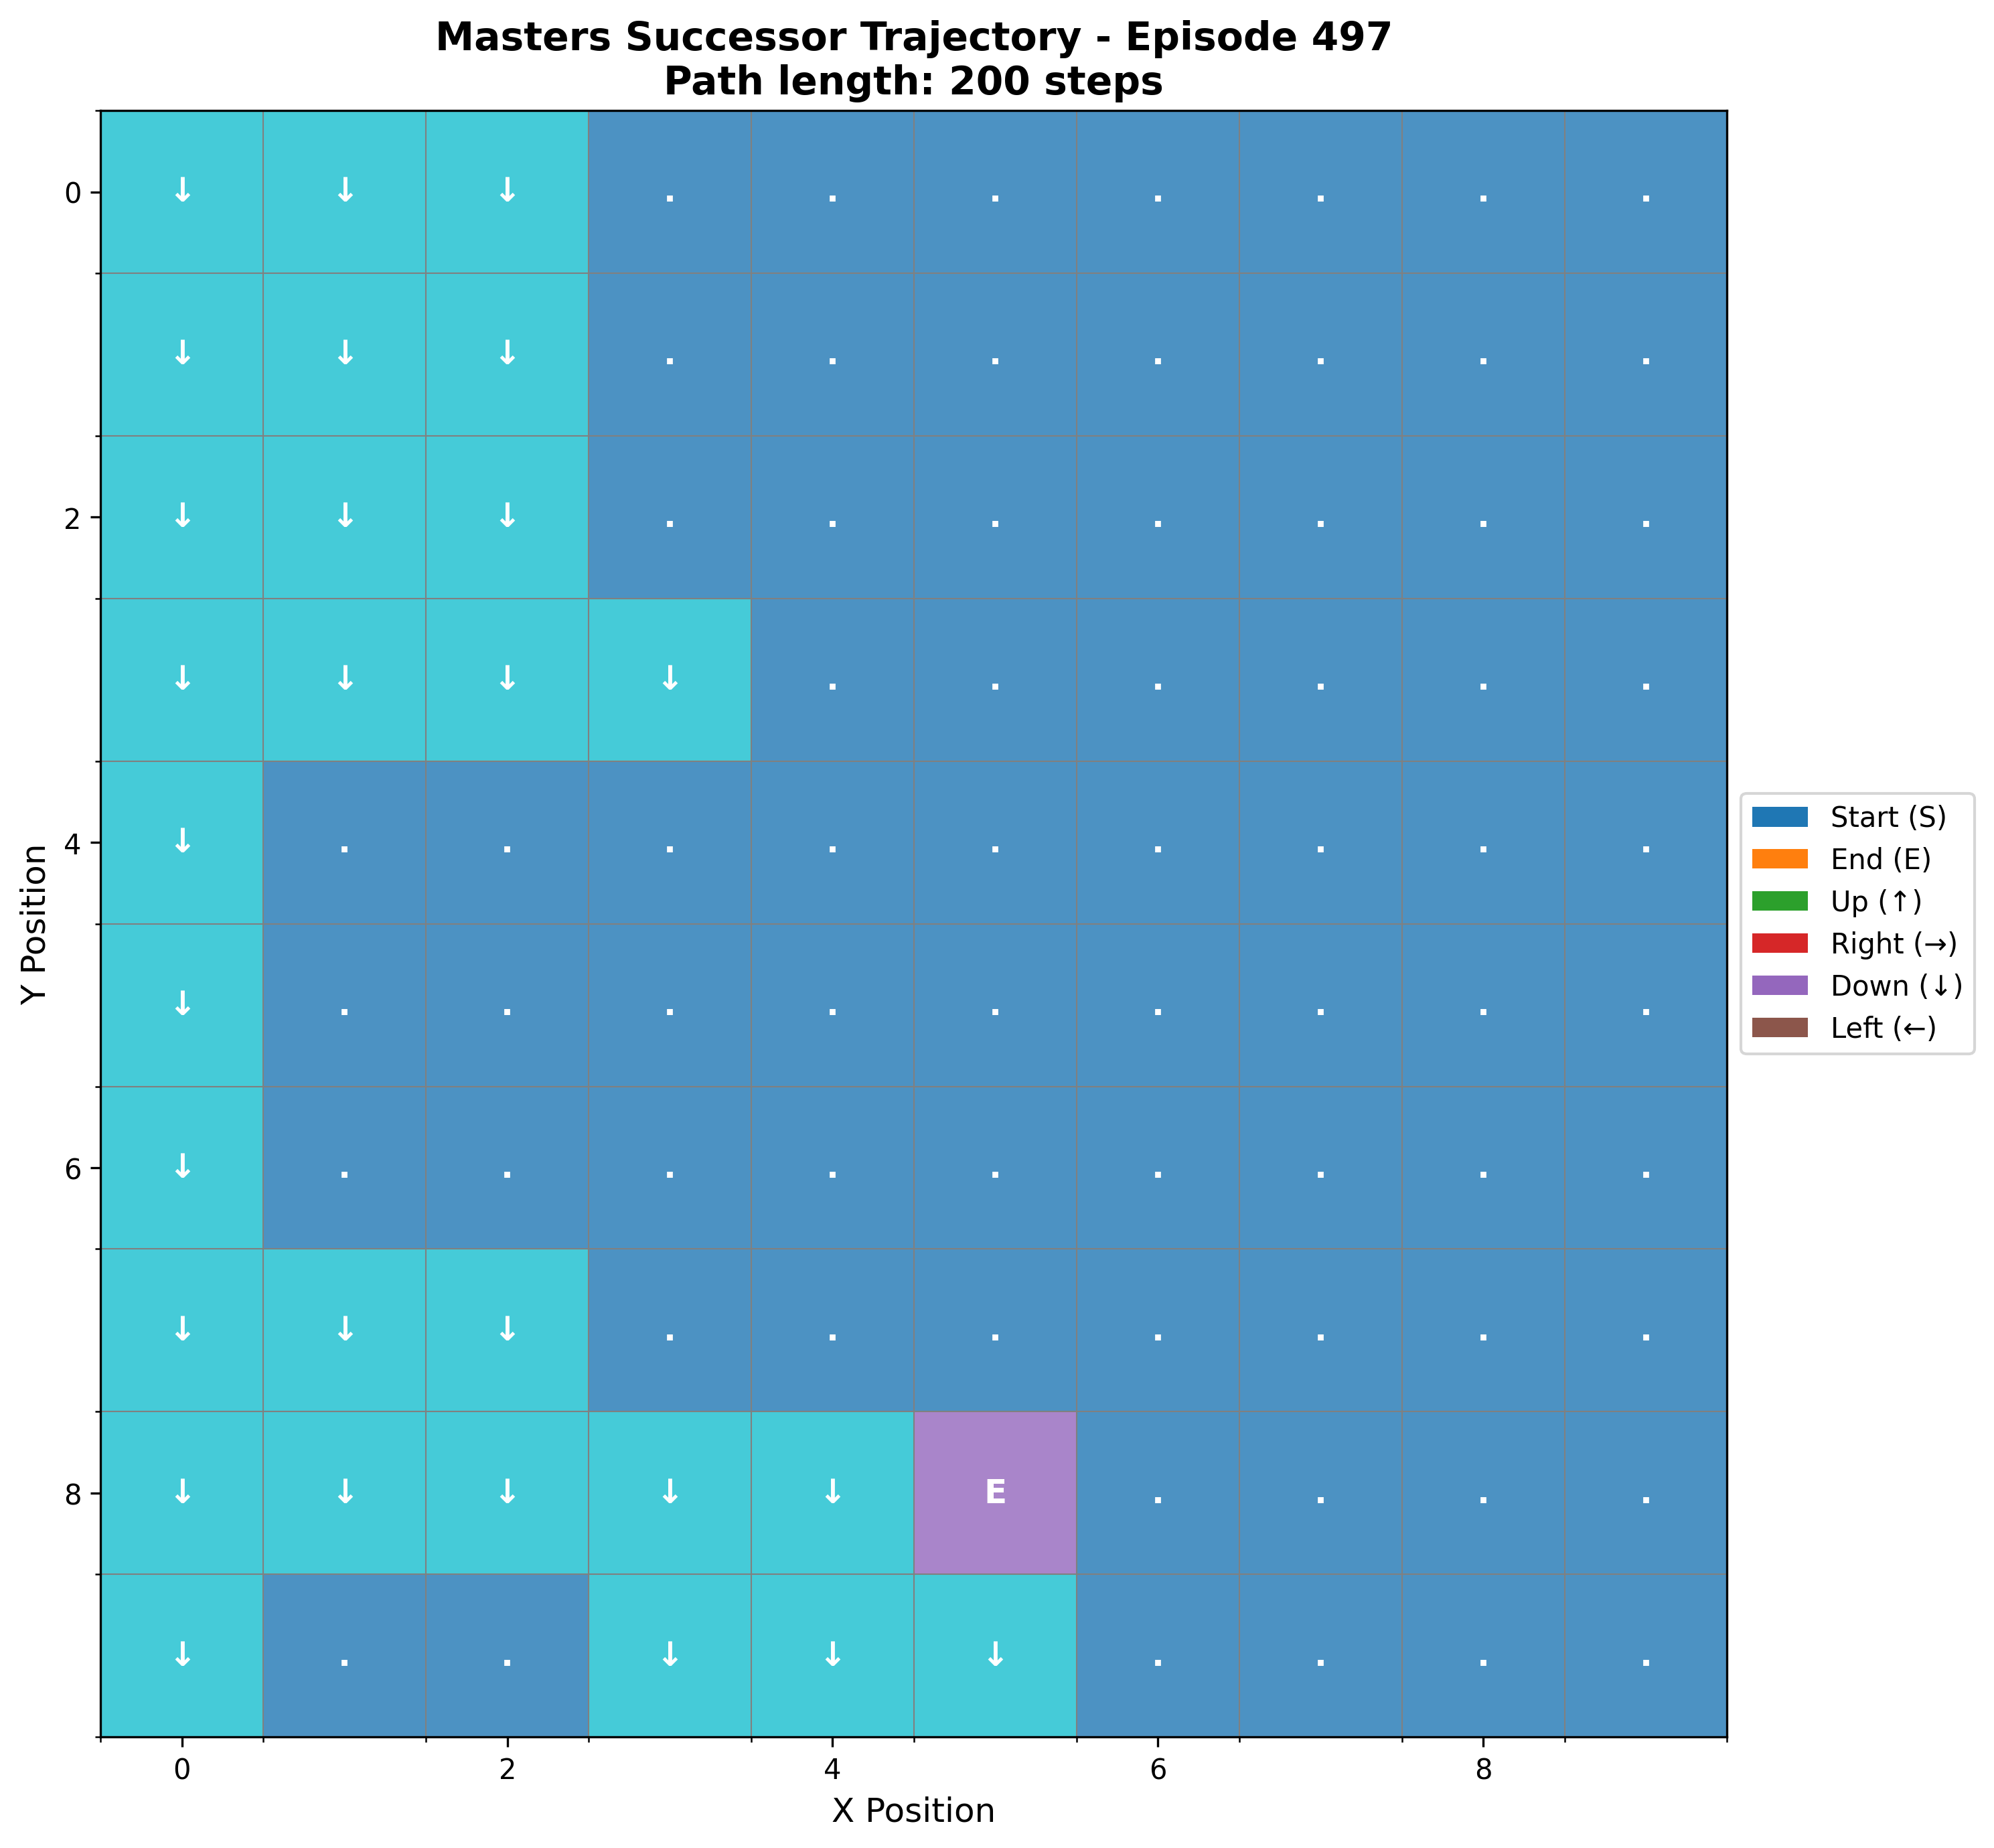 Masters Successor Trajectory - Episode 497
Path length: 200 steps
0 ↓ ↓ ↓ . . . . . . .
↓ ↓ ↓ . . . . . . .
2 ↓ ↓ ↓ . . . . . . .
↓ ↓ ↓ ↓ . . . . . .
4 ↓ . . . . . . . . .
↓ . . . . . . . . .
6 ↓ . . . . . . . . .
↓ ↓ ↓ . . . . . . .
8 ↓ ↓ ↓ ↓ ↓ E . . . .
↓ . . ↓ ↓ ↓ . . . .
0 2 4 6 8
X Position
Y Position
Start (S)
End (E)
Up (↑)
Right (→)
Down (↓)
Left (←)